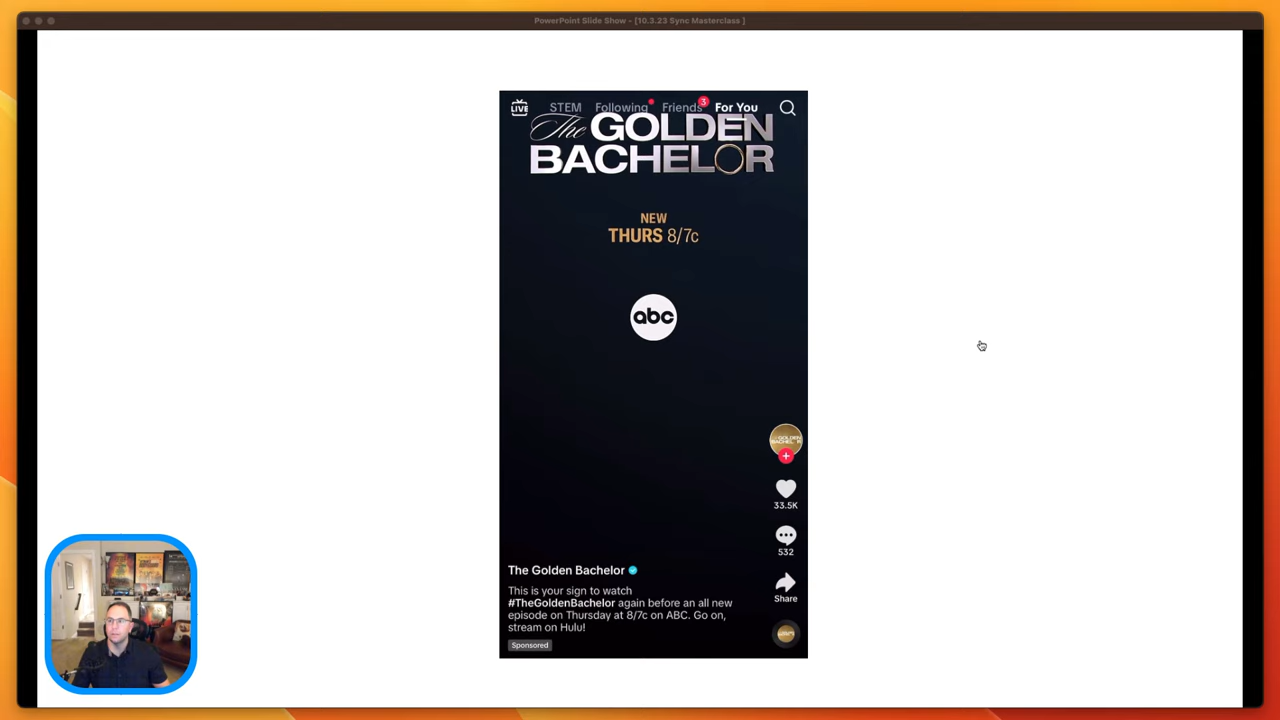 PowerPoint Slide Show - [10.3.23 Sync Masterclass ]
LIVE STEM Following Friends 3 For You
The GOLDEN
BACHELOR
NEW
THURS 8/7c
abc
33.5K
532
Share
The Golden Bachelor
This is your sign to watch
#TheGoldenBachelor again before an all new
episode on Thursday at 8/7c on ABC. Go on,
stream on Hulu!
Sponsored